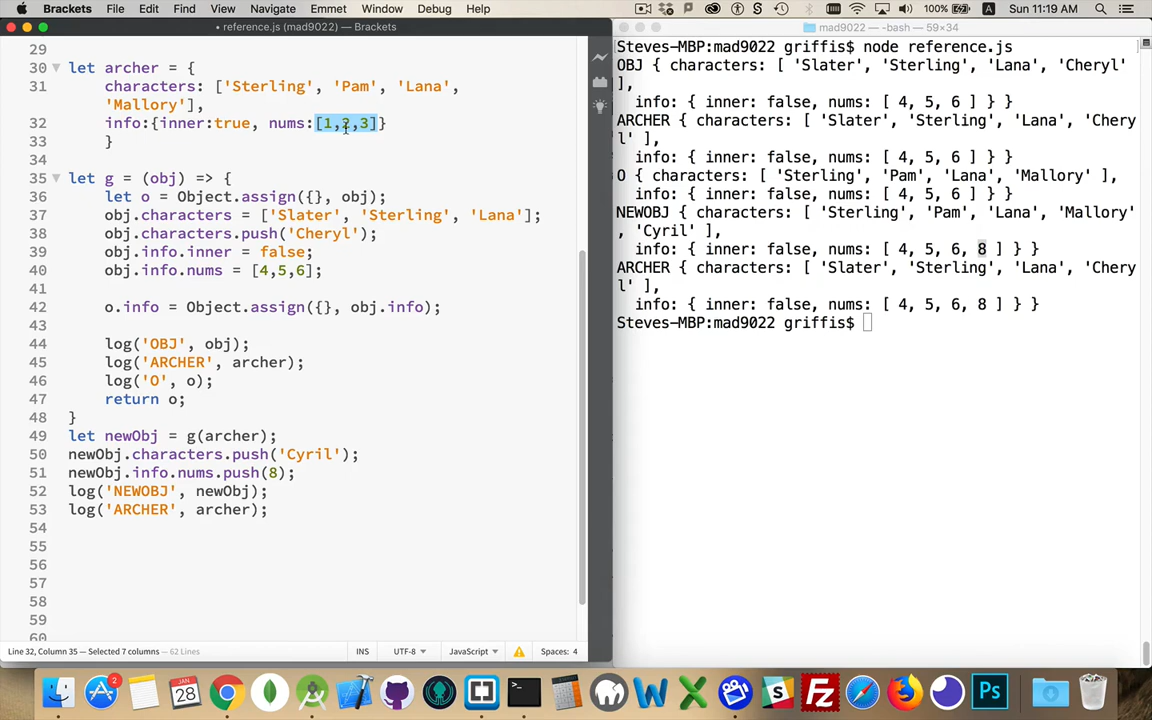 Brackets File Edit Find View Navigate Emmet Window Debug Help 100% A Sun 11:19 AM
• reference.js (mad9022) — Brackets
mad9022 — -bash — 59×34
29
30 let archer = {
31 characters: ['Sterling', 'Pam', 'Lana',
'Mallory'],
32 info:{inner:true, nums:[1,2,3]}
33 }
34
35 let g = (obj) => {
36 let o = Object.assign({}, obj);
37 obj.characters = ['Slater', 'Sterling', 'Lana'];
38 obj.characters.push('Cheryl');
39 obj.info.inner = false;
40 obj.info.nums = [4,5,6];
41
42 o.info = Object.assign({}, obj.info);
43
44 log('OBJ', obj);
45 log('ARCHER', archer);
46 log('O', o);
47 return o;
48 }
49 let newObj = g(archer);
50 newObj.characters.push('Cyril');
51 newObj.info.nums.push(8);
52 log('NEWOBJ', newObj);
53 log('ARCHER', archer);
54
55
56
57
58
59
60
Line 32, Column 35 — Selected 7 columns — 62 Lines INS UTF-8 JavaScript Spaces: 4
Steves-MBP:mad9022 griffis$ node reference.js
OBJ { characters: [ 'Slater', 'Sterling', 'Lana', 'Cheryl'
],
info: { inner: false, nums: [ 4, 5, 6 ] } }
ARCHER { characters: [ 'Slater', 'Sterling', 'Lana', 'Chery
l' ],
info: { inner: false, nums: [ 4, 5, 6 ] } }
O { characters: [ 'Sterling', 'Pam', 'Lana', 'Mallory' ],
info: { inner: false, nums: [ 4, 5, 6 ] } }
NEWOBJ { characters: [ 'Sterling', 'Pam', 'Lana', 'Mallory'
, 'Cyril' ],
info: { inner: false, nums: [ 4, 5, 6, 8 ] } }
ARCHER { characters: [ 'Slater', 'Sterling', 'Lana', 'Chery
l' ],
info: { inner: false, nums: [ 4, 5, 6, 8 ] } }
Steves-MBP:mad9022 griffis$
2
JAN
28
>_
W
X
S
Fz
Ps